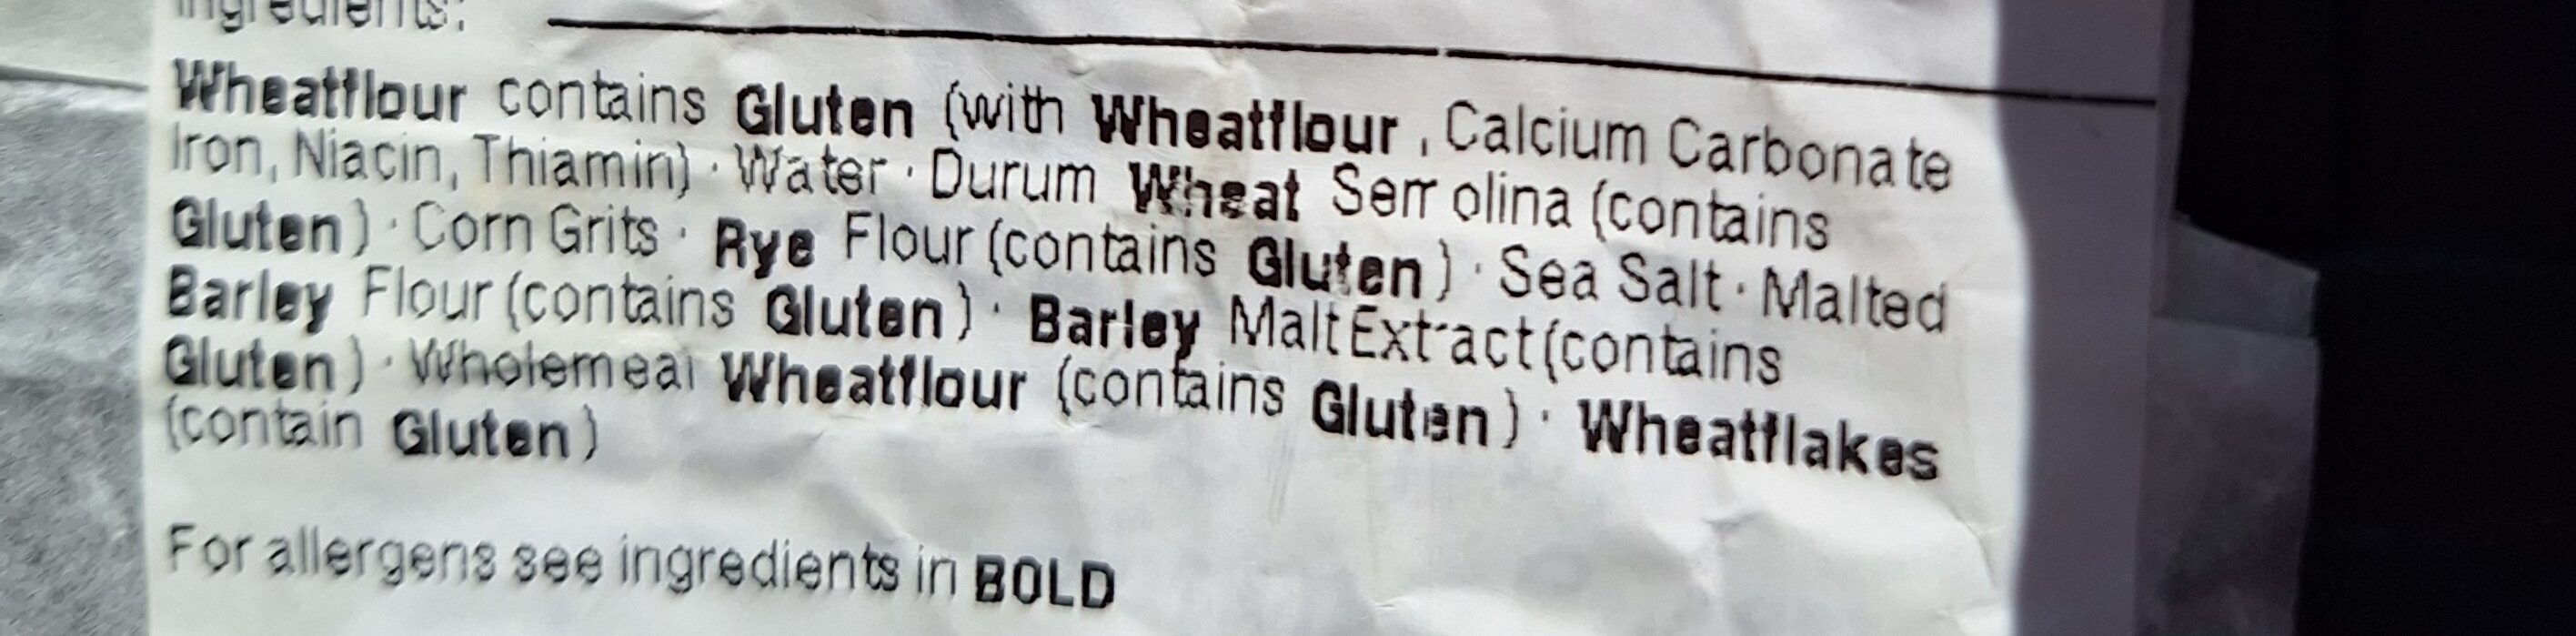 Ingredients:
Wheatflour contains Gluten (with Wheatflour , Calcium Carbonate
Iron, Niacin, Thiamin) · Water · Durum Wheat Semolina (contains
Gluten) · Corn Grits · Rye Flour (contains Gluten) · Sea Salt · Malted
Barley Flour (contains Gluten) · Barley Malt Extract (contains
Gluten) · Wholemeal Wheatflour (contains Gluten) · Wheatflakes
(contain Gluten)
For allergens see ingredients in BOLD